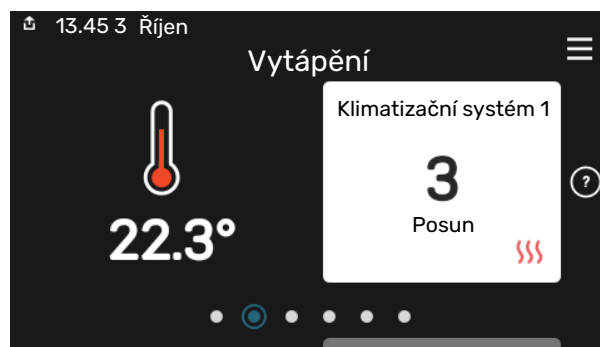 13.45 3 Říjen
Vytápění
Klimatizační systém 1
3
Posun
22.3°
?